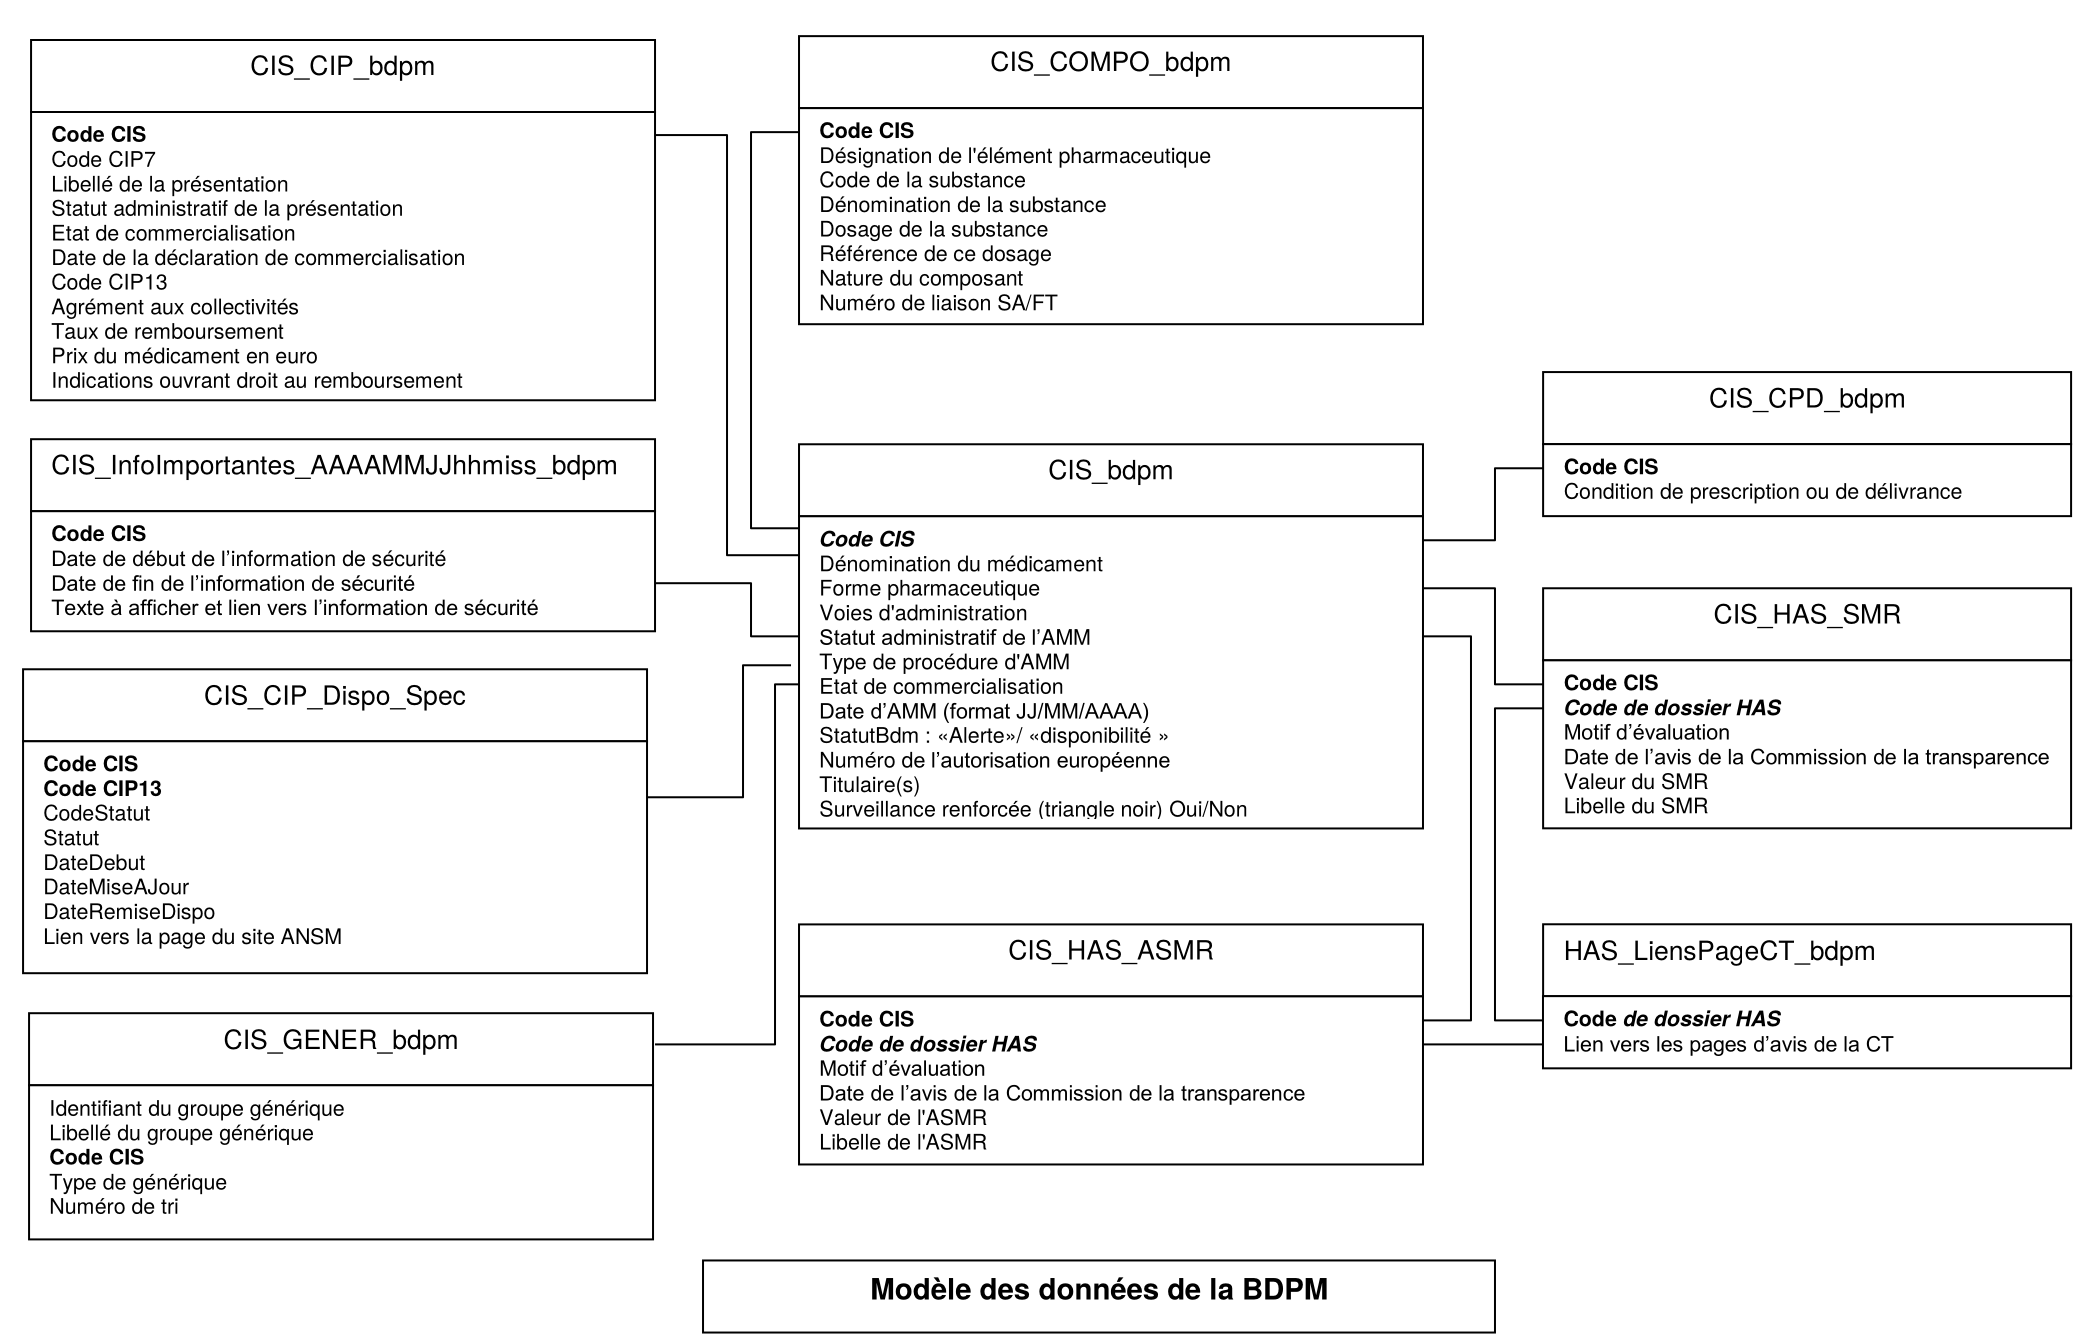 CIS_CIP_bdpm
Code CIS
Code CIP7
Libellé de la présentation
Statut administratif de la présentation
Etat de commercialisation
Date de la déclaration de commercialisation
Code CIP13
Agrément aux collectivités
Taux de remboursement
Prix du médicament en euro
Indications ouvrant droit au remboursement
CIS_COMPO_bdpm
Code CIS
Désignation de l'élément pharmaceutique
Code de la substance
Dénomination de la substance
Dosage de la substance
Référence de ce dosage
Nature du composant
Numéro de liaison SA/FT
CIS_CPD_bdpm
Code CIS
Condition de prescription ou de délivrance
CIS_InfoImportantes_AAAAMMJJhhmiss_bdpm
Code CIS
Date de début de l’information de sécurité
Date de fin de l’information de sécurité
Texte à afficher et lien vers l’information de sécurité
CIS_bdpm
Code CIS
Dénomination du médicament
Forme pharmaceutique
Voies d'administration
Statut administratif de l’AMM
Type de procédure d'AMM
Etat de commercialisation
Date d’AMM (format JJ/MM/AAAA)
StatutBdm : «Alerte»/ «disponibilité »
Numéro de l’autorisation européenne
Titulaire(s)
Surveillance renforcée (triangle noir) Oui/Non
CIS_HAS_SMR
Code CIS
Code de dossier HAS
Motif d’évaluation
Date de l’avis de la Commission de la transparence
Valeur du SMR
Libelle du SMR
CIS_CIP_Dispo_Spec
Code CIS
Code CIP13
CodeStatut
Statut
DateDebut
DateMiseAJour
DateRemiseDispo
Lien vers la page du site ANSM
CIS_HAS_ASMR
Code CIS
Code de dossier HAS
Motif d’évaluation
Date de l’avis de la Commission de la transparence
Valeur de l'ASMR
Libelle de l'ASMR
HAS_LiensPageCT_bdpm
Code de dossier HAS
Lien vers les pages d’avis de la CT
CIS_GENER_bdpm
Identifiant du groupe générique
Libellé du groupe générique
Code CIS
Type de générique
Numéro de tri
Modèle des données de la BDPM